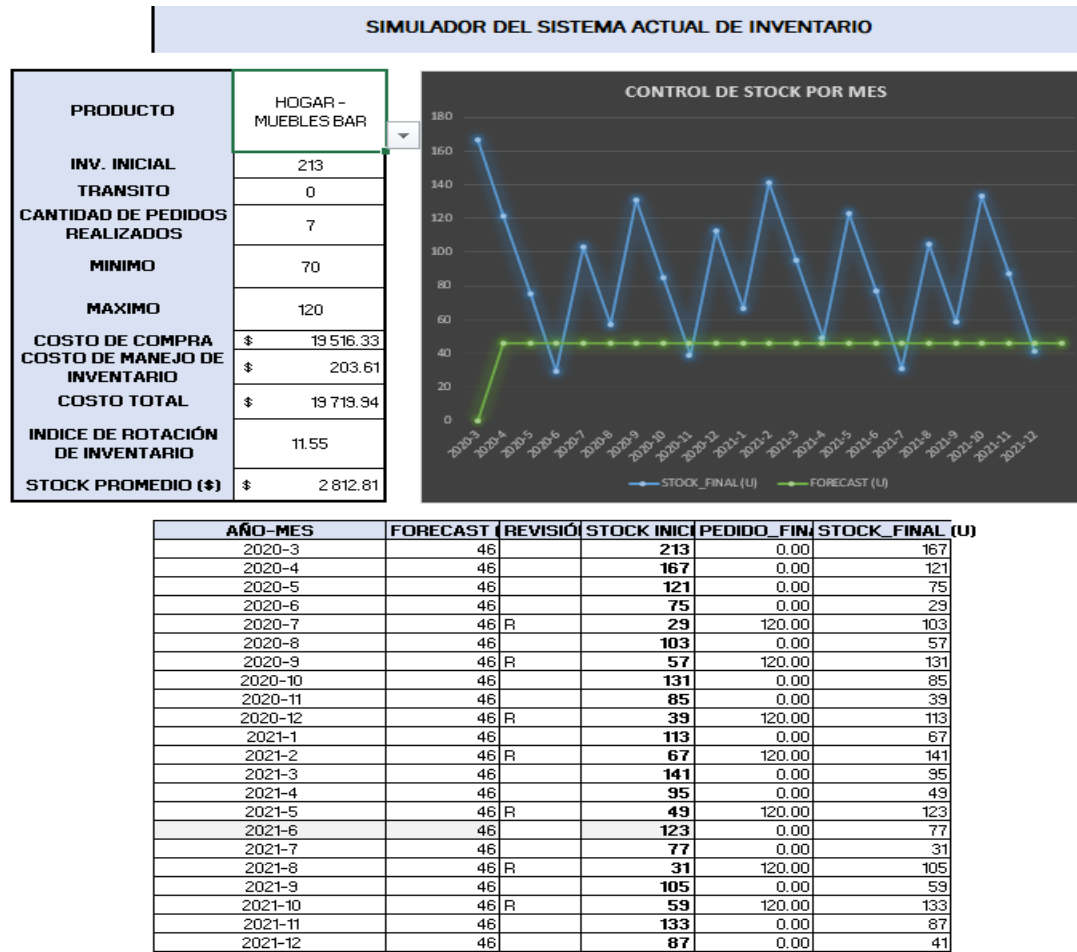 SIMULADOR DEL SISTEMA ACTUAL DE INVENTARIO
PRODUCTO
HOGAR -
MUEBLES BAR
INV. INICIAL 213
TRANSITO 0
CANTIDAD DE PEDIDOS
REALIZADOS
7
MINIMO 70
MAXIMO 120
COSTO DE COMPRA $ 19 516.33
COSTO DE MANEJO DE
INVENTARIO
$ 203.61
COSTO TOTAL $ 19 719.94
INDICE DE ROTACIÓN
DE INVENTARIO
11.55
STOCK PROMEDIO ($) $ 2 812.81
CONTROL DE STOCK POR MES
180
160
140
120
100
80
60
40
20
0
2020-3 2020-4 2020-5 2020-6 2020-7 2020-8 2020-9 2020-10 2020-11 2020-12 2021-1 2021-2 2021-3 2021-4 2021-5 2021-6 2021-7 2021-8 2021-9 2021-10 2021-11 2021-12
STOCK_FINAL (U) FORECAST (U)
AÑO-MES FORECAST ( REVISIÓ STOCK INICI PEDIDO_FIN STOCK_FINAL (U)
2020-3 46 213 0.00 167
2020-4 46 167 0.00 121
2020-5 46 121 0.00 75
2020-6 46 75 0.00 29
2020-7 46 R 29 120.00 103
2020-8 46 103 0.00 57
2020-9 46 R 57 120.00 131
2020-10 46 131 0.00 85
2020-11 46 85 0.00 39
2020-12 46 R 39 120.00 113
2021-1 46 113 0.00 67
2021-2 46 R 67 120.00 141
2021-3 46 141 0.00 95
2021-4 46 95 0.00 49
2021-5 46 R 49 120.00 123
2021-6 46 123 0.00 77
2021-7 46 77 0.00 31
2021-8 46 R 31 120.00 105
2021-9 46 105 0.00 59
2021-10 46 R 59 120.00 133
2021-11 46 133 0.00 87
2021-12 46 87 0.00 41